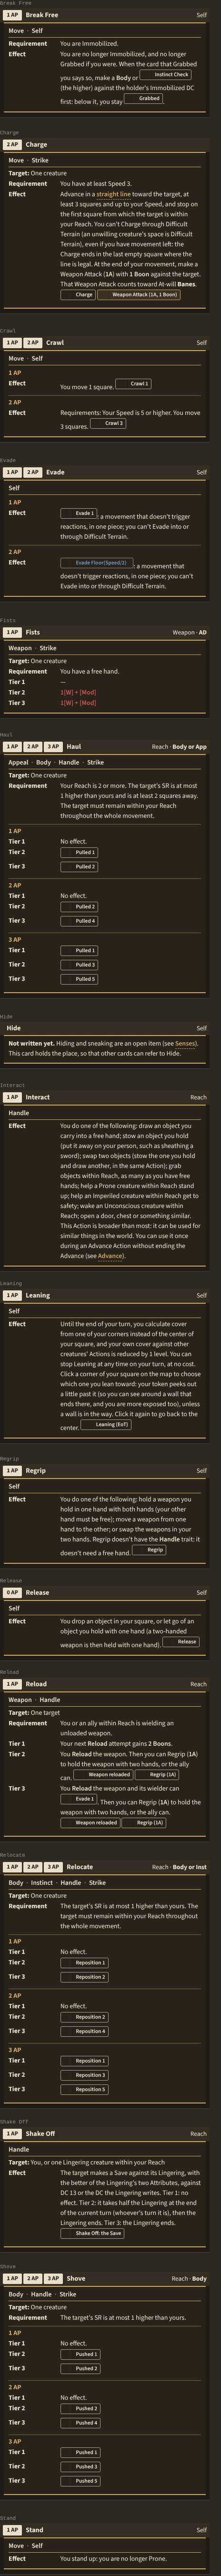 Break Free
1 AP Break Free Self
Move · Self
Requirement You are Immobilized.
Effect You are no longer Immobilized, and no longer
Grabbed if you were. When the card that Grabbed
you says so, make a Body or Instinct Check
(the higher) against the holder's Immobilized DC
first: below it, you stay Grabbed
Charge
2 AP Charge Self
Move · Strike
Target: One creature
Requirement You have at least Speed 3.
Effect Advance in a straight line toward the target, at
least 3 squares and up to your Speed, and stop on
the first square from which the target is within
your Reach. You can't Charge through Difficult
Terrain (an unwilling creature's space is Difficult
Terrain), even if you have movement left: the
Charge ends in the last empty square where the
line is legal. At the end of your movement, make a
Weapon Attack (1A) with 1 Boon against the target.
That Weapon Attack counts toward At-will Banes.
Charge Weapon Attack (1A, 1 Boon)
Crawl
1 AP 2 AP Crawl Self
Move · Self
1 AP
Effect
You move 1 square. Crawl 1
2 AP
Effect Requirements: Your Speed is 5 or higher. You move
3 squares. Crawl 3
Evade
1 AP 2 AP Evade Self
Self
1 AP
Effect Evade 1 : a movement that doesn't trigger
reactions, in one piece; you can't Evade into or
through Difficult Terrain.
2 AP
Effect Evade Floor(Speed/2) : a movement
that doesn't trigger reactions, in one piece; you can't
Evade into or through Difficult Terrain.
Fists
1 AP Fists Weapon · AD
Weapon · Strike
Target: One creature
Requirement You have a free hand.
Tier 1 —
Tier 2 1[W] + [Mod]
Tier 3 1[W] + [Mod]
Haul
1 AP 2 AP 3 AP Haul Reach · Body or App
Appeal · Body · Handle · Strike
Target: One creature
Requirement Your Reach is 2 or more. The target's SR is at most
1 higher than yours and is at least 2 squares away.
The target must remain within your Reach
throughout the whole movement.
1 AP
Tier 1 No effect.
Tier 2 Pulled 1
Tier 3 Pulled 2
2 AP
Tier 1 No effect.
Tier 2 Pulled 2
Tier 3 Pulled 4
3 AP
Tier 1 Pulled 1
Tier 2 Pulled 3
Tier 3 Pulled 5
Hide
Hide Self
Not written yet. Hiding and sneaking are an open item (see Senses).
This card holds the place, so that other cards can refer to Hide.
Interact
1 AP Interact Reach
Handle
Effect You do one of the following: draw an object you
carry into a free hand; stow an object you hold
(put it away on your person, such as sheathing a
sword); swap two objects (stow the one you hold
and draw another, in the same Action); grab
objects within Reach, as many as you have free
hands; help a Prone creature within Reach stand
up; help an Imperiled creature within Reach get to
safety; wake an Unconscious creature within
Reach; open a door, chest or something similar.
This Action is broader than most: it can be used for
similar things in the world. You can use it once
during an Advance Action without ending the
Advance (see Advance).
Leaning
1 AP Leaning Self
Self
Effect Until the end of your turn, you calculate cover
from one of your corners instead of the center of
your square, and your own cover against other
creatures' Actions is reduced by 1 level. You can
stop Leaning at any time on your turn, at no cost.
Click a corner of your square on the map to choose
which one you lean toward: your token peeks out
a little past it (so you can see around a wall that
ends there, and you are more exposed too), unless
a wall is in the way. Click it again to go back to the
center. Leaning (EoT)
Regrip
1 AP Regrip Self
Self
Effect You do one of the following: hold a weapon you
hold in one hand with both hands (your other
hand must be free); move a weapon from one
hand to the other; or swap the weapons in your
two hands. Regrip doesn't have the Handle trait: it
doesn't need a free hand. Regrip
Release
0 AP Release Self
Self
Effect You drop an object in your square, or let go of an
object you hold with one hand (a two-handed
weapon is then held with one hand). Release
Reload
1 AP Reload Reach
Weapon · Handle
Target: One target
Requirement You or an ally within Reach is wielding an
unloaded weapon.
Tier 1 Your next Reload attempt gains 2 Boons.
Tier 2 You Reload the weapon. Then you can Regrip (1A)
to hold the weapon with two hands, or the ally
can. Weapon reloaded Regrip (1A)
Tier 3 You Reload the weapon and its wielder can
Evade 1 . Then you can Regrip (1A) to hold the
weapon with two hands, or the ally can.
Weapon reloaded Regrip (1A)
Relocate
1 AP 2 AP 3 AP Relocate Reach · Body or Inst
Body · Instinct · Handle · Strike
Target: One creature
Requirement The target's SR is at most 1 higher than yours. The
target must remain within your Reach throughout
the whole movement.
1 AP
Tier 1 No effect.
Tier 2 Reposition 1
Tier 3 Reposition 2
2 AP
Tier 1 No effect.
Tier 2 Reposition 2
Tier 3 Reposition 4
3 AP
Tier 1 Reposition 1
Tier 2 Reposition 3
Tier 3 Reposition 5
Shake Off
1 AP Shake Off Reach
Handle
Target: You, or one Lingering creature within your Reach
Effect The target makes a Save against its Lingering, with
the better of the Lingering's two Attributes, against
DC 13 or the DC the Lingering writes. Tier 1: no
effect. Tier 2: it takes half the Lingering at the end
of the current turn (whoever's turn it is), then the
Lingering ends. Tier 3: the Lingering ends.
Shake Off: the Save
Shove
1 AP 2 AP 3 AP Shove Reach · Body
Body · Handle · Strike
Target: One creature
Requirement The target's SR is at most 1 higher than yours.
1 AP
Tier 1 No effect.
Tier 2 Pushed 1
Tier 3 Pushed 2
2 AP
Tier 1 No effect.
Tier 2 Pushed 2
Tier 3 Pushed 4
3 AP
Tier 1 Pushed 1
Tier 2 Pushed 3
Tier 3 Pushed 5
Stand
1 AP Stand Self
Move · Self
Effect You stand up: you are no longer Prone.